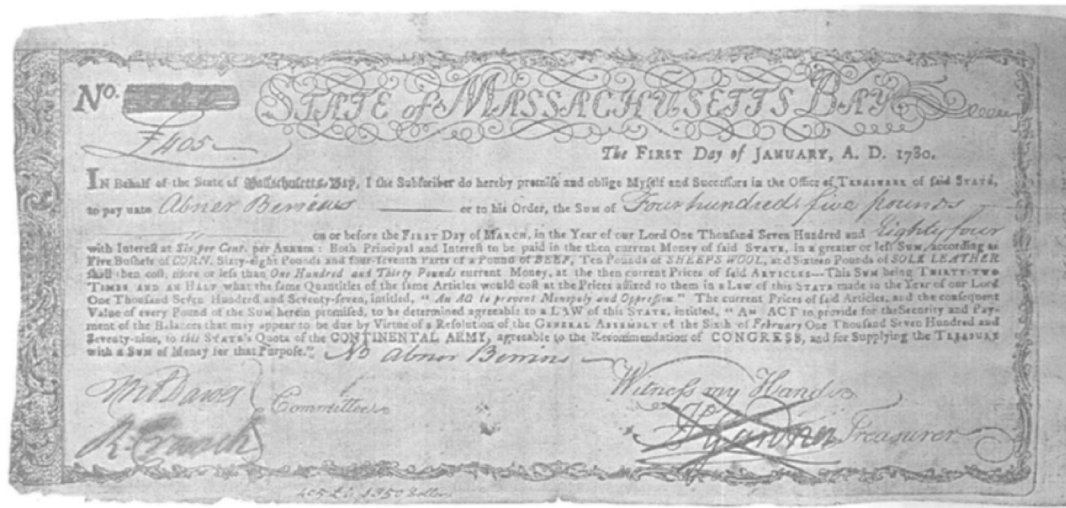 No.
STATE of MASSACHUSETTS BAY
£405
The FIRST Day of JANUARY, A. D. 1780.
IN Behalf of the State of Massachusetts-Bay, I the Subscriber do hereby promise and oblige Myself and Successors in the Office of TREASURER of said STATE,
to pay unto Abner Berrins or to his Order, the Sum of Four hundred & five pounds
on or before the FIRST Day of MARCH, in the Year of our Lord One Thousand Seven Hundred and Eighty four
with Interest at Six per Cent. per ANNUM: Both Principal and Interest to be paid in the then current Money of said STATE, in a greater or less SUM, according as
Five Bushels of CORN, Sixty-eight Pounds and four-seventh Parts of a Pound of BEEF, Ten Pounds of SHEEPS WOOL, and Sixteen Pounds of SOLE LEATHER
shall then cost, more or less than One Hundred and Thirty Pounds current Money, at the then current Prices of said ARTICLES—This SUM being THIRTY-TWO
TIMES AND AN HALF what the same Quantities of the same Articles would cost at the Prices affixed to them in a Law of this STATE made in the Year of our Lord
One Thousand Seven Hundred and Seventy-seven, intitled, "An Act to prevent Monopoly and Oppression." The current Prices of said Articles, and the consequent
Value of every Pound of the SUM herein promised, to be determined agreeable to a LAW of this STATE, intitled, "An ACT to provide for the Security and Pay-
ment of the Balances that may appear to be due by Virtue of a Resolution of the GENERAL ASSEMBLY of the Sixth of February One Thousand Seven Hundred and
Seventy-nine, to this STATE's Quota of the CONTINENTAL ARMY, agreeable to the Recommendation of CONGRESS, and for Supplying the TREASURY
with a SUM of Money for that Purpose."
Witness my Hand
Committee
R. Cranch
Treasurer